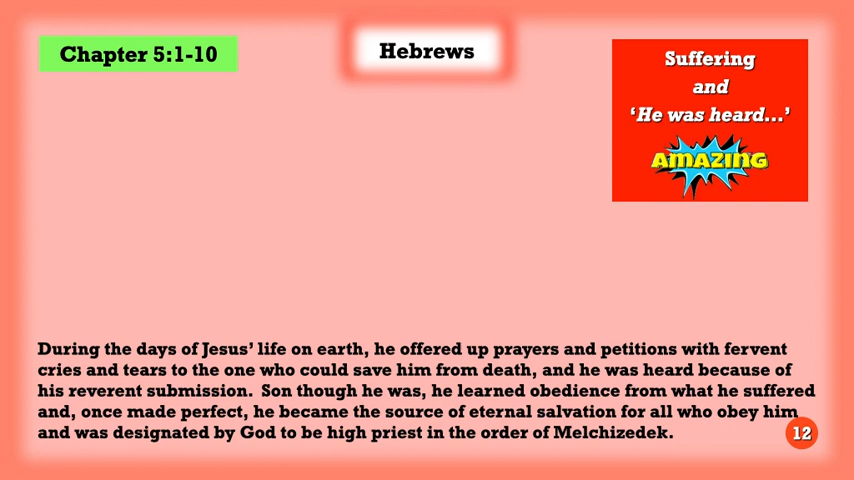 Chapter 5:1-10
Hebrews
Suffering
and
‘He was heard...’
AMAZING
During the days of Jesus’ life on earth, he offered up prayers and petitions with fervent
cries and tears to the one who could save him from death, and he was heard because of
his reverent submission.  Son though he was, he learned obedience from what he suffered
and, once made perfect, he became the source of eternal salvation for all who obey him
and was designated by God to be high priest in the order of Melchizedek.
12